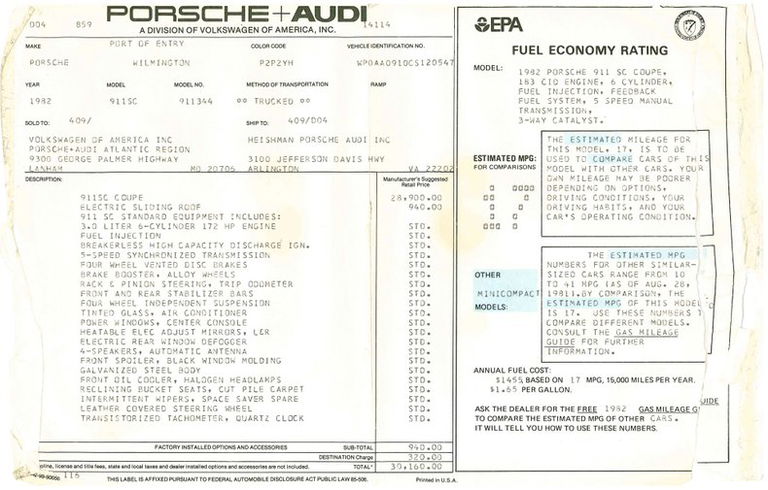 PORSCHE+AUDI
004 859 14114
A DIVISION OF VOLKSWAGEN OF AMERICA, INC.
MAKE PORT OF ENTRY COLOR CODE VEHICLE IDENTIFICATION NO.
PORSCHE WILMINGTON P2P2YH WP0AA0910CS120547
YEAR MODEL MODEL NO. METHOD OF TRANSPORTATION RAMP
1982 911SC 911344 ** TRUCKED **
SOLD TO: 409/ SHIP TO: 409/D04
VOLKSWAGEN OF AMERICA INC HEISHMAN PORSCHE AUDI INC
PORSCHE+AUDI ATLANTIC REGION
9300 GEORGE PALMER HIGHWAY 3100 JEFFERSON DAVIS HWY
LANHAM MD 20706 ARLINGTON VA 22202
DESCRIPTION: Manufacturer's Suggested Retail Price
911SC COUPE 28,900.00
ELECTRIC SLIDING ROOF 940.00
911 SC STANDARD EQUIPMENT INCLUDES:
3.0 LITER 6-CYLINDER 172 HP ENGINE STD.
FUEL INJECTION STD.
BREAKERLESS HIGH CAPACITY DISCHARGE IGN. STD.
5-SPEED SYNCHRONIZED TRANSMISSION STD.
FOUR WHEEL VENTED DISC BRAKES STD.
BRAKE BOOSTER, ALLOY WHEELS STD.
RACK & PINION STEERING, TRIP ODOMETER STD.
FRONT AND REAR STABILIZER BARS STD.
FOUR WHEEL INDEPENDENT SUSPENSION STD.
TINTED GLASS, AIR CONDITIONER STD.
POWER WINDOWS, CENTER CONSOLE STD.
HEATABLE ELEC ADJUST MIRRORS, L&R STD.
ELECTRIC REAR WINDOW DEFOGGER STD.
4-SPEAKERS, AUTOMATIC ANTENNA STD.
FRONT SPOILER, BLACK WINDOW MOLDING STD.
GALVANIZED STEEL BODY STD.
FRONT OIL COOLER, HALOGEN HEADLAMPS STD.
RECLINING BUCKET SEATS, CUT PILE CARPET STD.
INTERMITTENT WIPERS, SPACE SAVER SPARE STD.
LEATHER COVERED STEERING WHEEL STD.
TRANSISTORIZED TACHOMETER, QUARTZ CLOCK STD.
FACTORY INSTALLED OPTIONS AND ACCESSORIES SUB-TOTAL 940.00
DESTINATION Charge 320.00
license and title fees, state and local taxes and dealer installed options and accessories are not included. TOTAL* 30,160.00
116
THIS LABEL IS AFFIXED PURSUANT TO FEDERAL AUTOMOBILE DISCLOSURE ACT PUBLIC LAW 85-506. Printed in U.S.A.
EPA
FUEL ECONOMY RATING
MODEL: 1982 PORSCHE 911 SC COUPE,
183 CID ENGINE, 6 CYLINDER,
FUEL INJECTION, FEEDBACK
FUEL SYSTEM, 5 SPEED MANUAL
TRANSMISSION,
3-WAY CATALYST.
ESTIMATED MPG:
FOR COMPARISONS
THE ESTIMATED MILEAGE FOR
THIS MODEL, 17, IS TO BE
USED TO COMPARE CARS OF THIS
MODEL WITH OTHER CARS. YOUR
OWN MILEAGE MAY BE POORER
DEPENDING ON OPTIONS,
DRIVING CONDITIONS, YOUR
DRIVING HABITS, AND YOUR
CAR'S OPERATING CONDITION.
OTHER
MINICOMPACT
MODELS:
THE ESTIMATED MPG
NUMBERS FOR OTHER SIMILAR-
SIZED CARS RANGE FROM 10
TO 41 MPG (AS OF AUG. 28,
1981). BY COMPARISON, THE
ESTIMATED MPG OF THIS MODEL
IS 17. USE THESE NUMBERS T
COMPARE DIFFERENT MODELS.
CONSULT THE GAS MILEAGE
GUIDE FOR FURTHER
INFORMATION.
ANNUAL FUEL COST:
$1455, BASED ON 17 MPG, 15,000 MILES PER YEAR.
$1.65 PER GALLON.
UIDE
ASK THE DEALER FOR THE FREE 1982 GAS MILEAGE G
TO COMPARE THE ESTIMATED MPG OF OTHER CARS.
IT WILL TELL YOU HOW TO USE THESE NUMBERS.